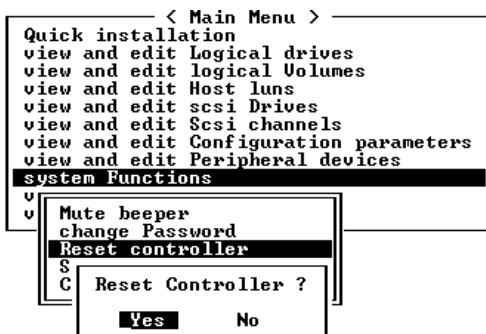 < Main Menu >
Quick installation
view and edit Logical drives
view and edit logical Volumes
view and edit Host luns
view and edit scsi Drives
view and edit Scsi channels
view and edit Configuration parameters
view and edit Peripheral devices
system Functions
v
v
Mute beeper
change Password
Reset controller
S
C
Reset Controller ?
Yes No